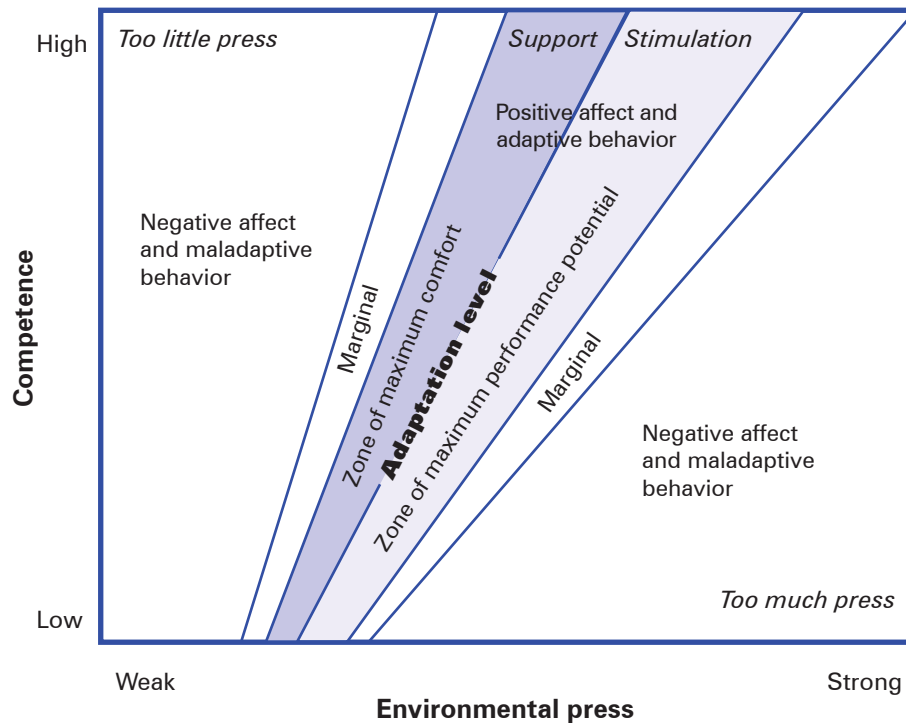 High
Too little press
Support
Stimulation
Positive affect and
adaptive behavior
Negative affect
and maladaptive
behavior
Marginal
Zone of maximum comfort
Adaptation level
Zone of maximum performance potential
Marginal
Negative affect
and maladaptive
behavior
Competence
Too much press
Low
Weak
Strong
Environmental press